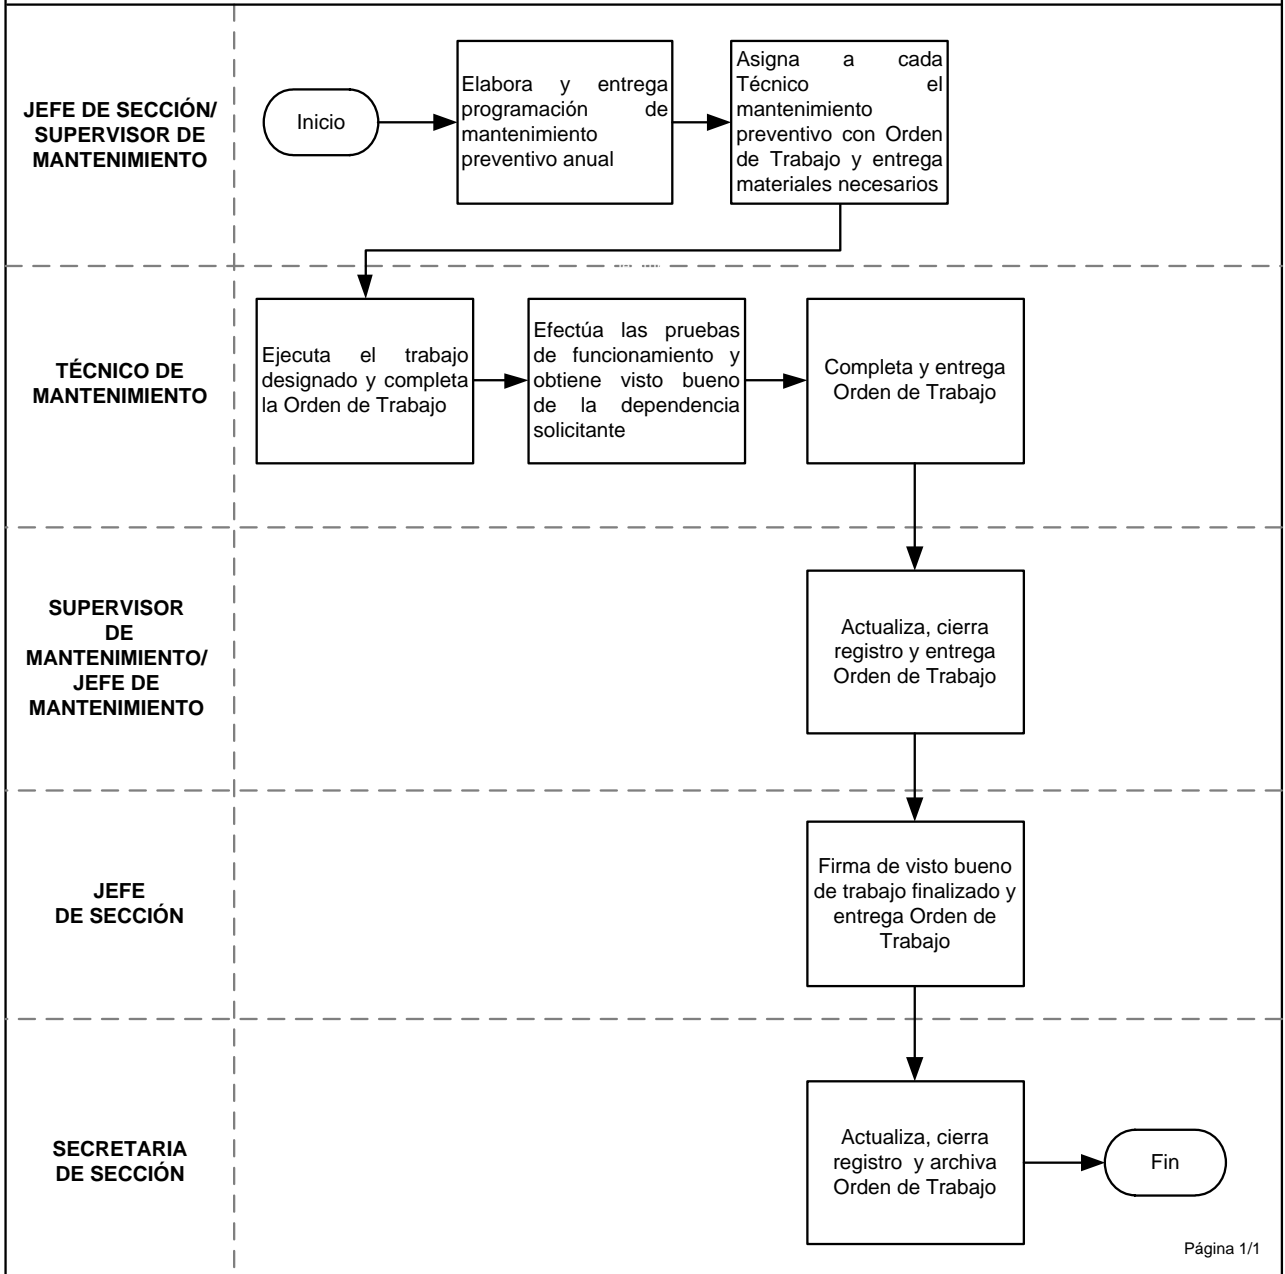 JEFE DE SECCIÓN/
SUPERVISOR DE
MANTENIMIENTO
Inicio
Elabora y entrega
programación de
mantenimiento
preventivo anual
Asigna a cada
Técnico el
mantenimiento
preventivo con Orden
de Trabajo y entrega
materiales necesarios
TÉCNICO DE
MANTENIMIENTO
Ejecuta el trabajo
designado y completa
la Orden de Trabajo
Efectúa las pruebas
de funcionamiento y
obtiene visto bueno
de la dependencia
solicitante
Completa y entrega
Orden de Trabajo
SUPERVISOR
DE
MANTENIMIENTO/
JEFE DE
MANTENIMIENTO
Actualiza, cierra
registro y entrega
Orden de Trabajo
JEFE
DE SECCIÓN
Firma de visto bueno
de trabajo finalizado y
entrega Orden de
Trabajo
SECRETARIA
DE SECCIÓN
Actualiza, cierra
registro y archiva
Orden de Trabajo
Fin
Página 1/1